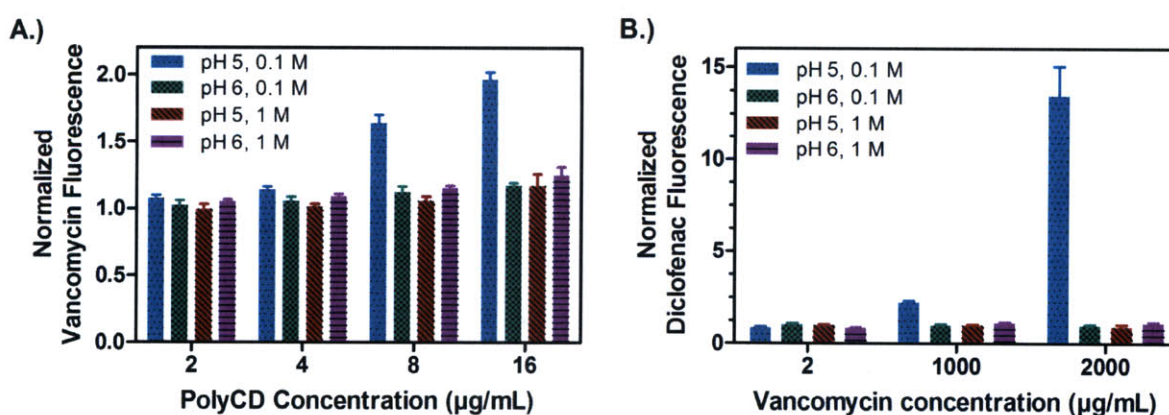 A.)
Normalized
Vancomycin Fluorescence
2.0
1.5
1.0
0.5
0.0
pH 5, 0.1 M
pH 6, 0.1 M
pH 5, 1 M
pH 6, 1 M
2 4 8 16
PolyCD Concentration (µg/mL)
B.)
Normalized
Diclofenac Fluorescence
15
10
5
0
pH 5, 0.1 M
pH 6, 0.1 M
pH 5, 1 M
pH 6, 1 M
2 1000 2000
Vancomycin concentration (µg/mL)